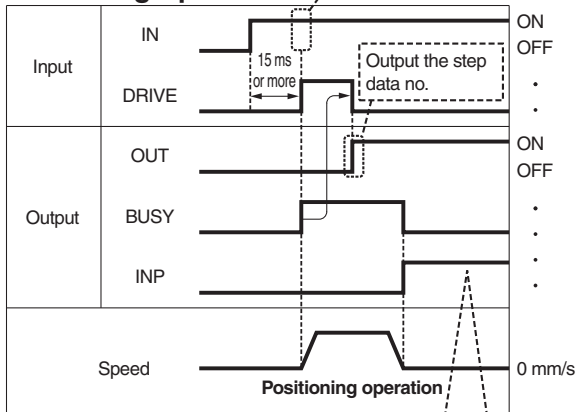 Input
IN
15 ms
or more
DRIVE
Output the step
data no.
ON
OFF
Output
OUT
BUSY
INP
ON
OFF
Speed
Positioning operation
0 mm/s